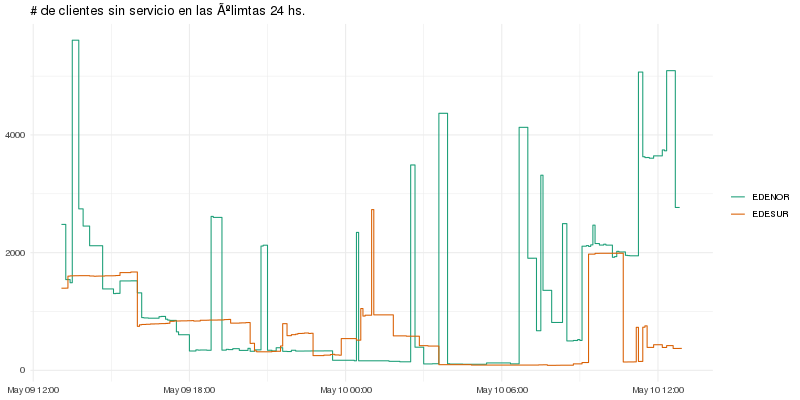 # de clientes sin servicio en las Ãºlimtas 24 hs.
4000
2000
0
May 09 12:00
May 09 18:00
May 10 00:00
May 10 06:00
May 10 12:00
EDENOR
EDESUR